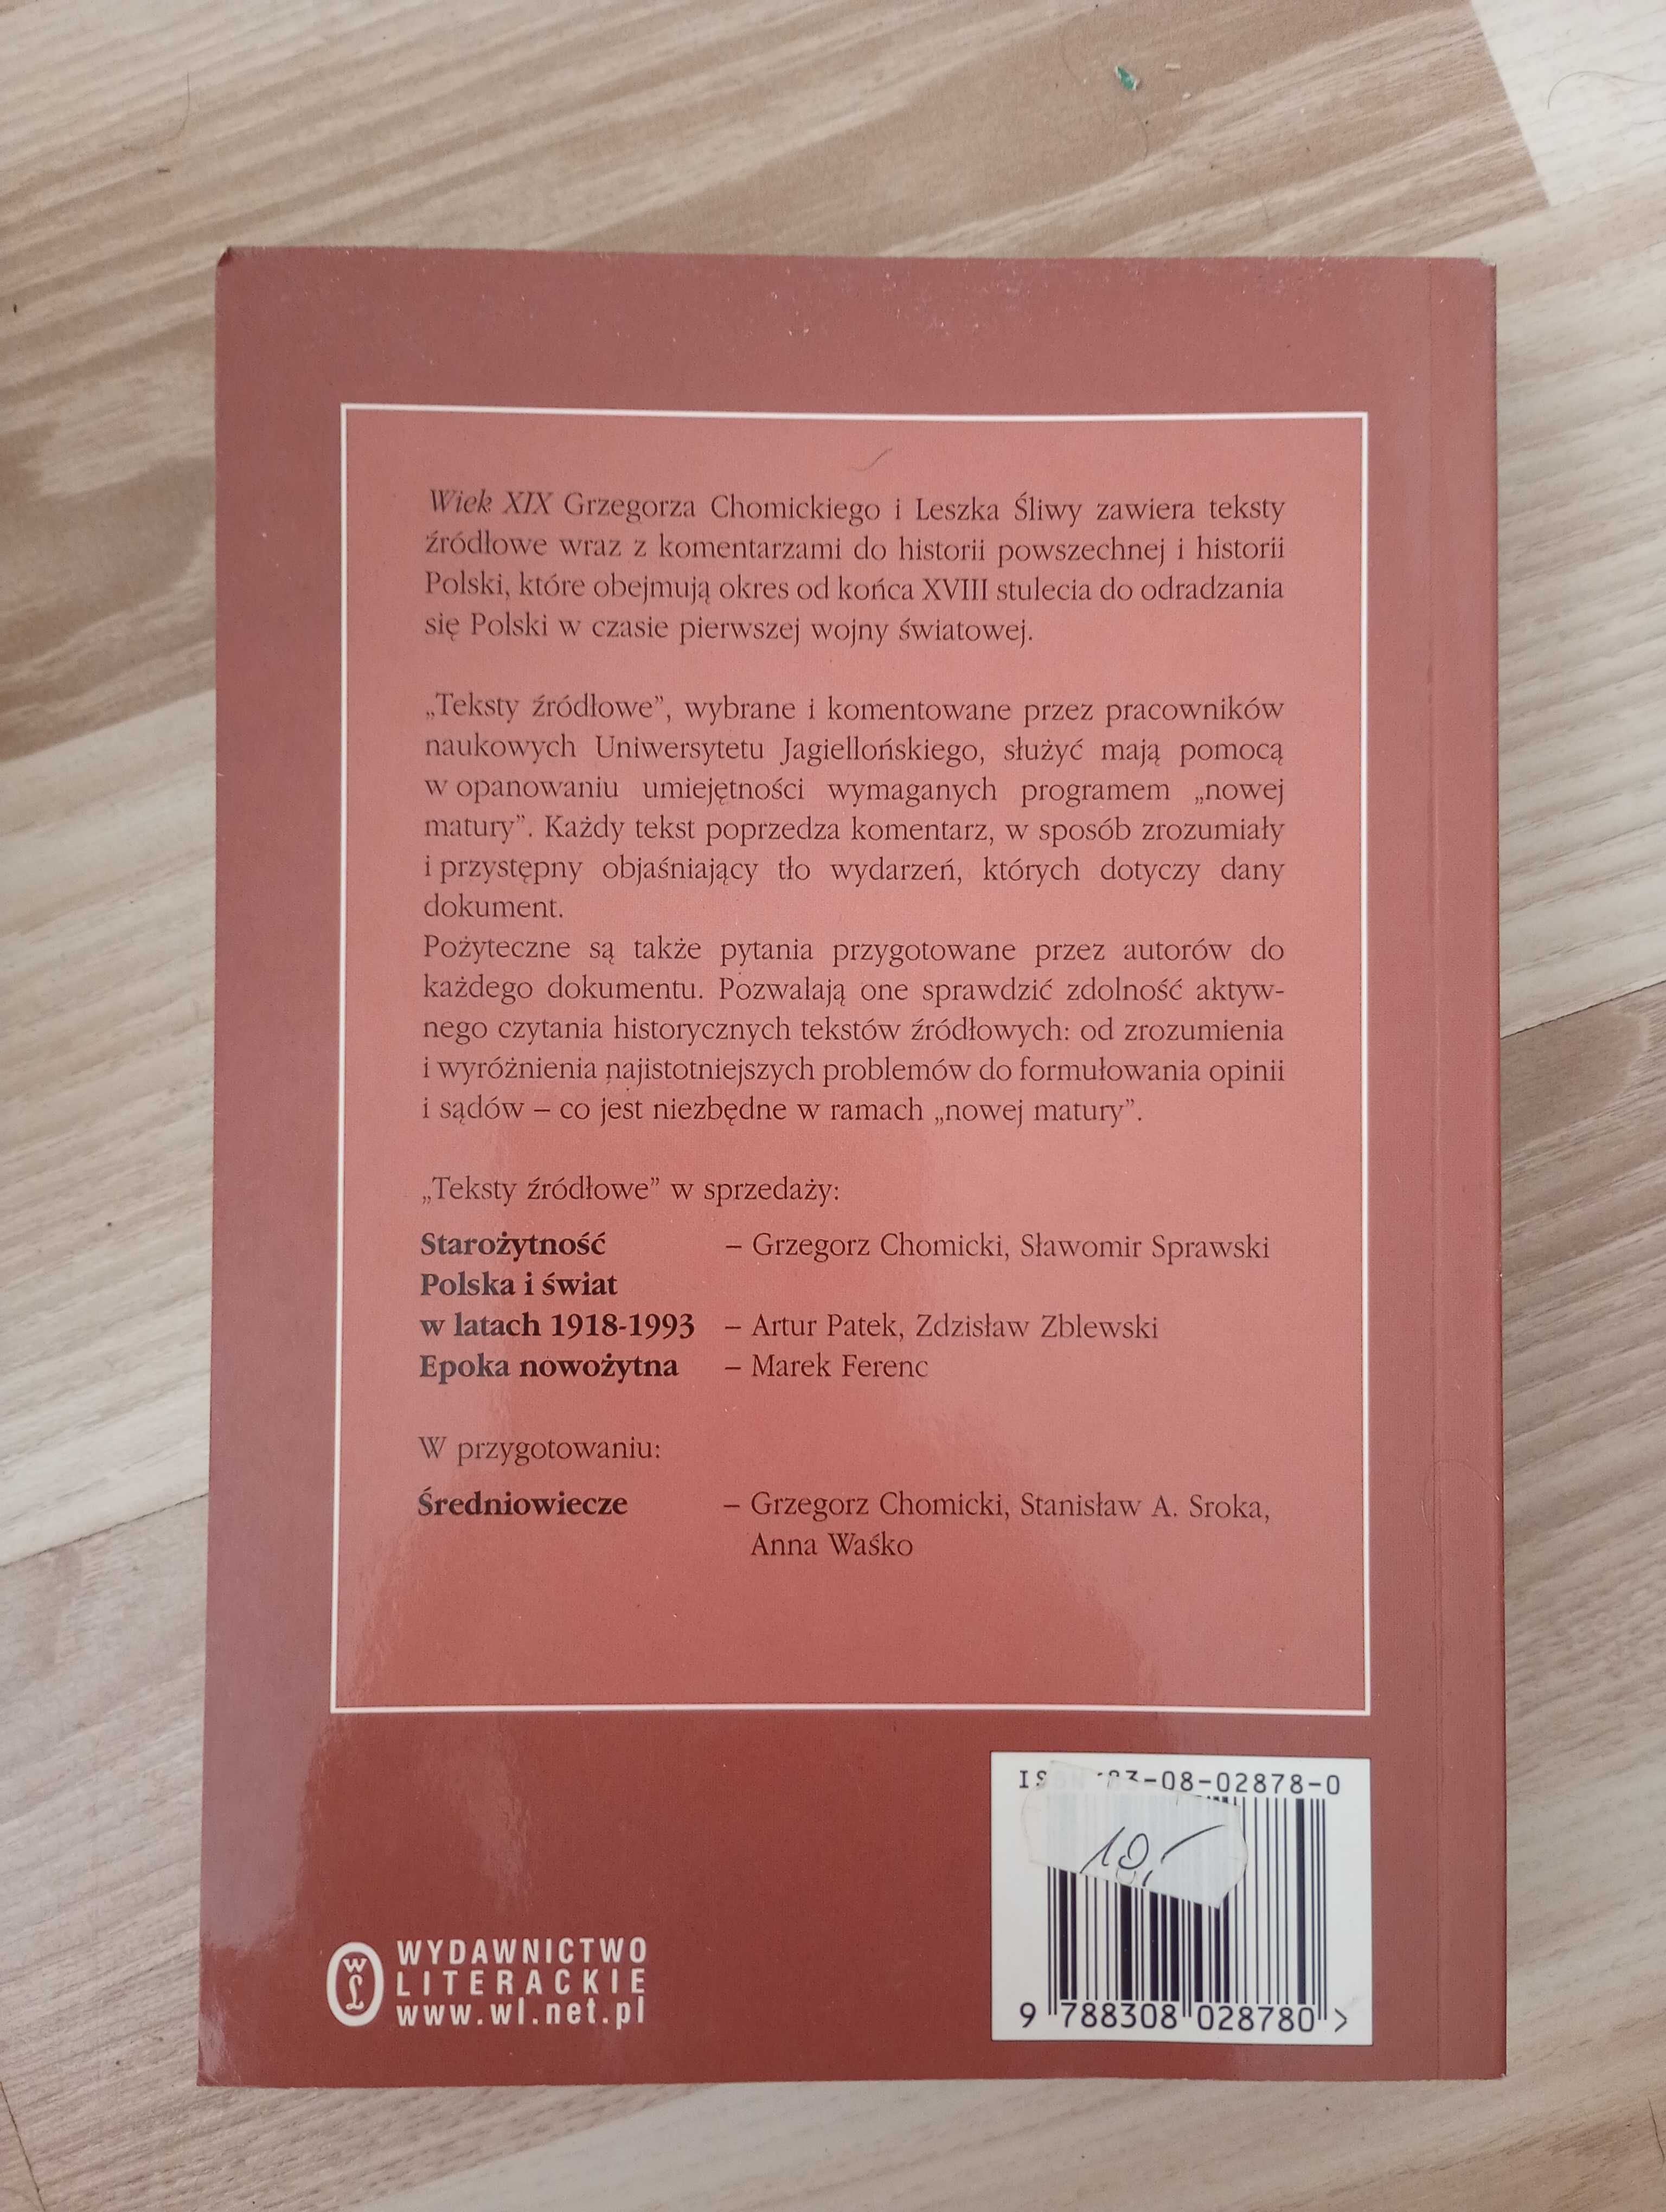 Wiek XIX Grzegorza Chomickiego i Leszka Śliwy zawiera teksty
źródłowe wraz z komentarzami do historii powszechnej i historii
Polski, które obejmują okres od końca XVIII stulecia do odradzania
się Polski w czasie pierwszej wojny światowej.
„Teksty źródłowe”, wybrane i komentowane przez pracowników
naukowych Uniwersytetu Jagiellońskiego, służyć mają pomocą
w opanowaniu umiejętności wymaganych programem „nowej
matury”. Każdy tekst poprzedza komentarz, w sposób zrozumiały
i przystępny objaśniający tło wydarzeń, których dotyczy dany
dokument.
Pożyteczne są także pytania przygotowane przez autorów do
każdego dokumentu. Pozwalają one sprawdzić zdolność aktyw-
nego czytania historycznych tekstów źródłowych: od zrozumienia
i wyróżnienia najistotniejszych problemów do formułowania opinii
i sądów – co jest niezbędne w ramach „nowej matury”.
„Teksty źródłowe” w sprzedaży:
Starożytność – Grzegorz Chomicki, Sławomir Sprawski
Polska i świat
w latach 1918-1993 – Artur Patek, Zdzisław Zblewski
Epoka nowożytna – Marek Ferenc
W przygotowaniu:
Średniowiecze – Grzegorz Chomicki, Stanisław A. Sroka,
Anna Waśko
ISBN 83-08-02878-0
9 788308 028780 >
WYDAWNICTWO
LITERACKIE
www.wl.net.pl